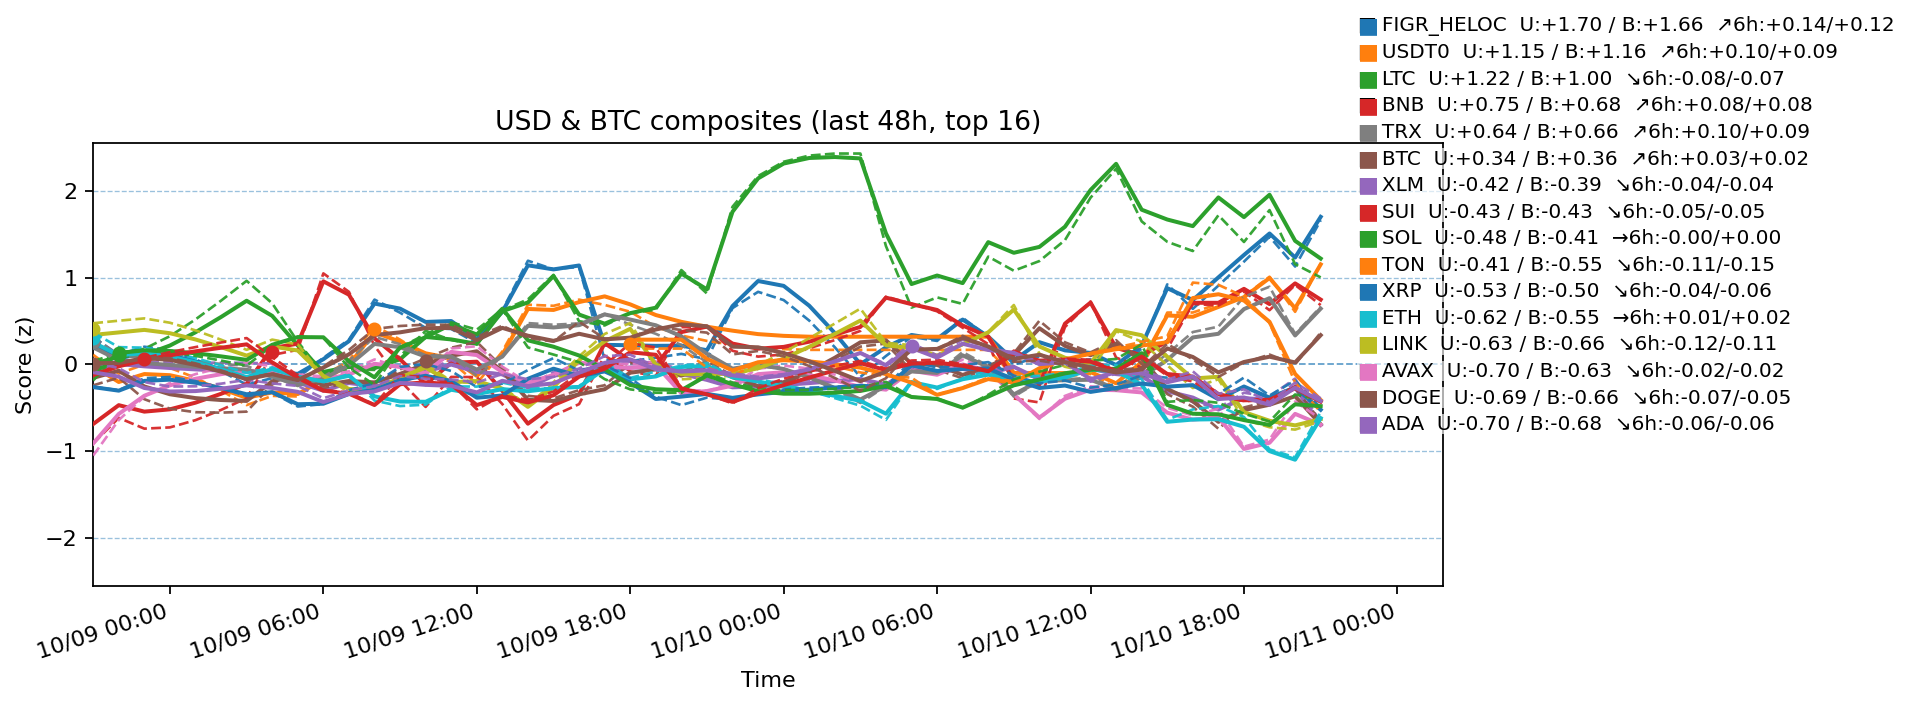 FIGR_HELOC U:+1.70 / B:+1.66 ↗6h:+0.14/+0.12
USDT0 U:+1.15 / B:+1.16 ↗6h:+0.10/+0.09
LTC U:+1.22 / B:+1.00 ↘6h:-0.08/-0.07
BNB U:+0.75 / B:+0.68 ↗6h:+0.08/+0.08
TRX U:+0.64 / B:+0.66 ↗6h:+0.10/+0.09
BTC U:+0.34 / B:+0.36 ↗6h:+0.03/+0.02
XLM U:-0.42 / B:-0.39 ↘6h:-0.04/-0.04
SUI U:-0.43 / B:-0.43 ↘6h:-0.05/-0.05
SOL U:-0.48 / B:-0.41 →6h:-0.00/+0.00
TON U:-0.41 / B:-0.55 ↘6h:-0.11/-0.15
XRP U:-0.53 / B:-0.50 ↘6h:-0.04/-0.06
ETH U:-0.62 / B:-0.55 →6h:+0.01/+0.02
LINK U:-0.63 / B:-0.66 ↘6h:-0.12/-0.11
AVAX U:-0.70 / B:-0.63 ↘6h:-0.02/-0.02
DOGE U:-0.69 / B:-0.66 ↘6h:-0.07/-0.05
ADA U:-0.70 / B:-0.68 ↘6h:-0.06/-0.06
USD & BTC composites (last 48h, top 16)
Score (z)
2
1
0
−1
−2
10/09 00:00
10/09 06:00
10/09 12:00
10/09 18:00
10/10 00:00
10/10 06:00
10/10 12:00
10/10 18:00
10/11 00:00
Time